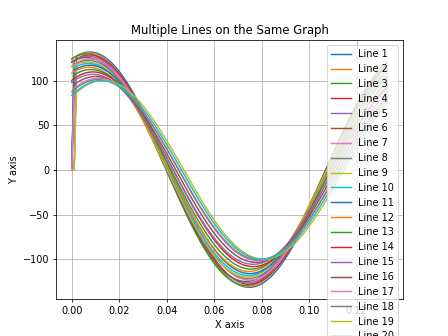 Multiple Lines on the Same Graph
Y axis
100
50
0
−50
−100
0.00
0.02
0.04
0.06
0.08
0.10
X axis
Line 1
Line 2
Line 3
Line 4
Line 5
Line 6
Line 7
Line 8
Line 9
Line 10
Line 11
Line 12
Line 13
Line 14
Line 15
Line 16
Line 17
Line 18
Line 19
Line 20